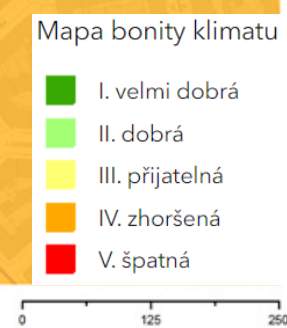 Mapa bonity klimatu
I. velmi dobrá
II. dobrá
III. přijatelná
IV. zhoršená
V. špatná
0 125 250